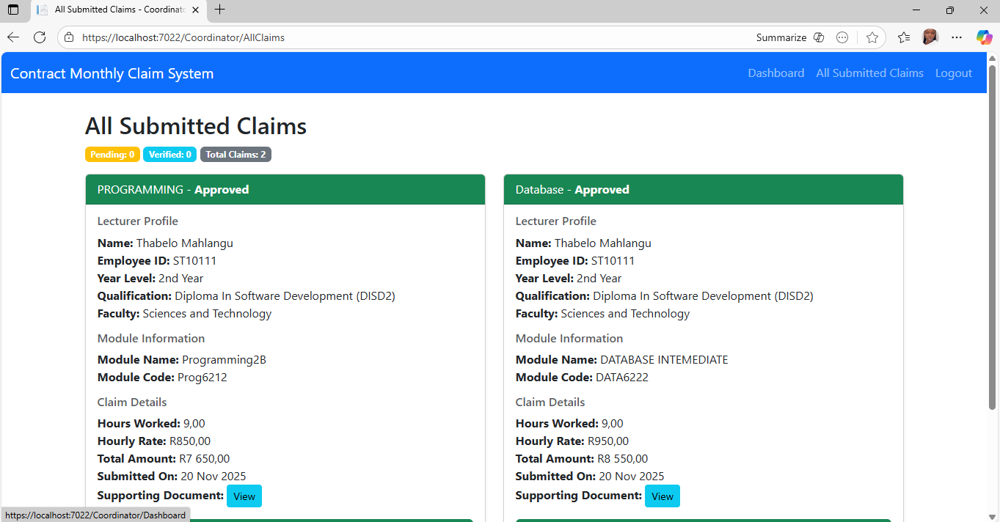 All Submitted Claims - Coordinato
https://localhost:7022/Coordinator/AllClaims
Summarize
Contract Monthly Claim System
Dashboard
All Submitted Claims
Logout
All Submitted Claims
Pending: 0
Verified: 0
Total Claims: 2
PROGRAMMING - Approved
Lecturer Profile
Name: Thabelo Mahlangu
Employee ID: ST10111
Year Level: 2nd Year
Qualification: Diploma In Software Development (DISD2)
Faculty: Sciences and Technology
Module Information
Module Name: Programming2B
Module Code: Prog6212
Claim Details
Hours Worked: 9,00
Hourly Rate: R850,00
Total Amount: R7 650,00
Submitted On: 20 Nov 2025
Supporting Document: View
Database - Approved
Lecturer Profile
Name: Thabelo Mahlangu
Employee ID: ST10111
Year Level: 2nd Year
Qualification: Diploma In Software Development (DISD2)
Faculty: Sciences and Technology
Module Information
Module Name: DATABASE INTEMEDIATE
Module Code: DATA6222
Claim Details
Hours Worked: 9,00
Hourly Rate: R950,00
Total Amount: R8 550,00
Submitted On: 20 Nov 2025
Supporting Document: View
https://localhost:7022/Coordinator/Dashboard